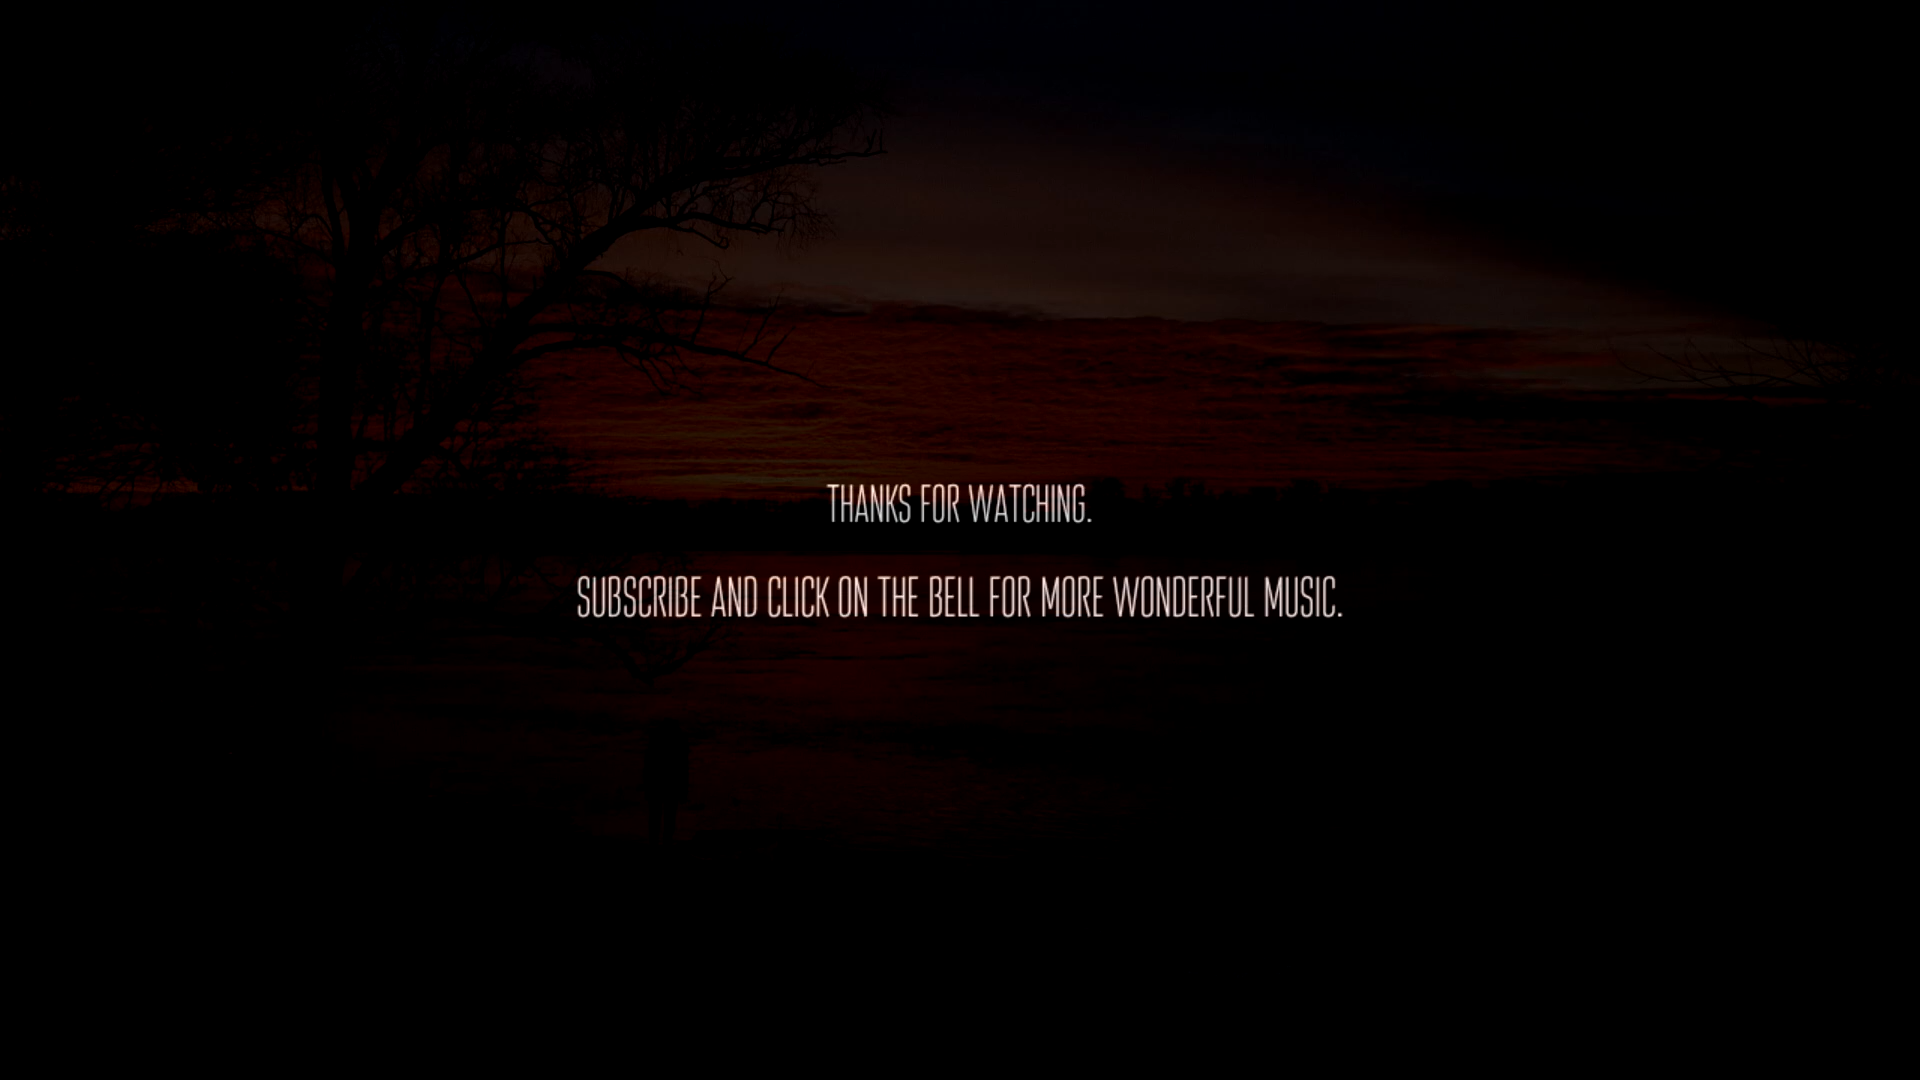 THANKS FOR WATCHING.
SUBSCRIBE AND CLICK ON THE BELL FOR MORE WONDERFUL MUSIC.